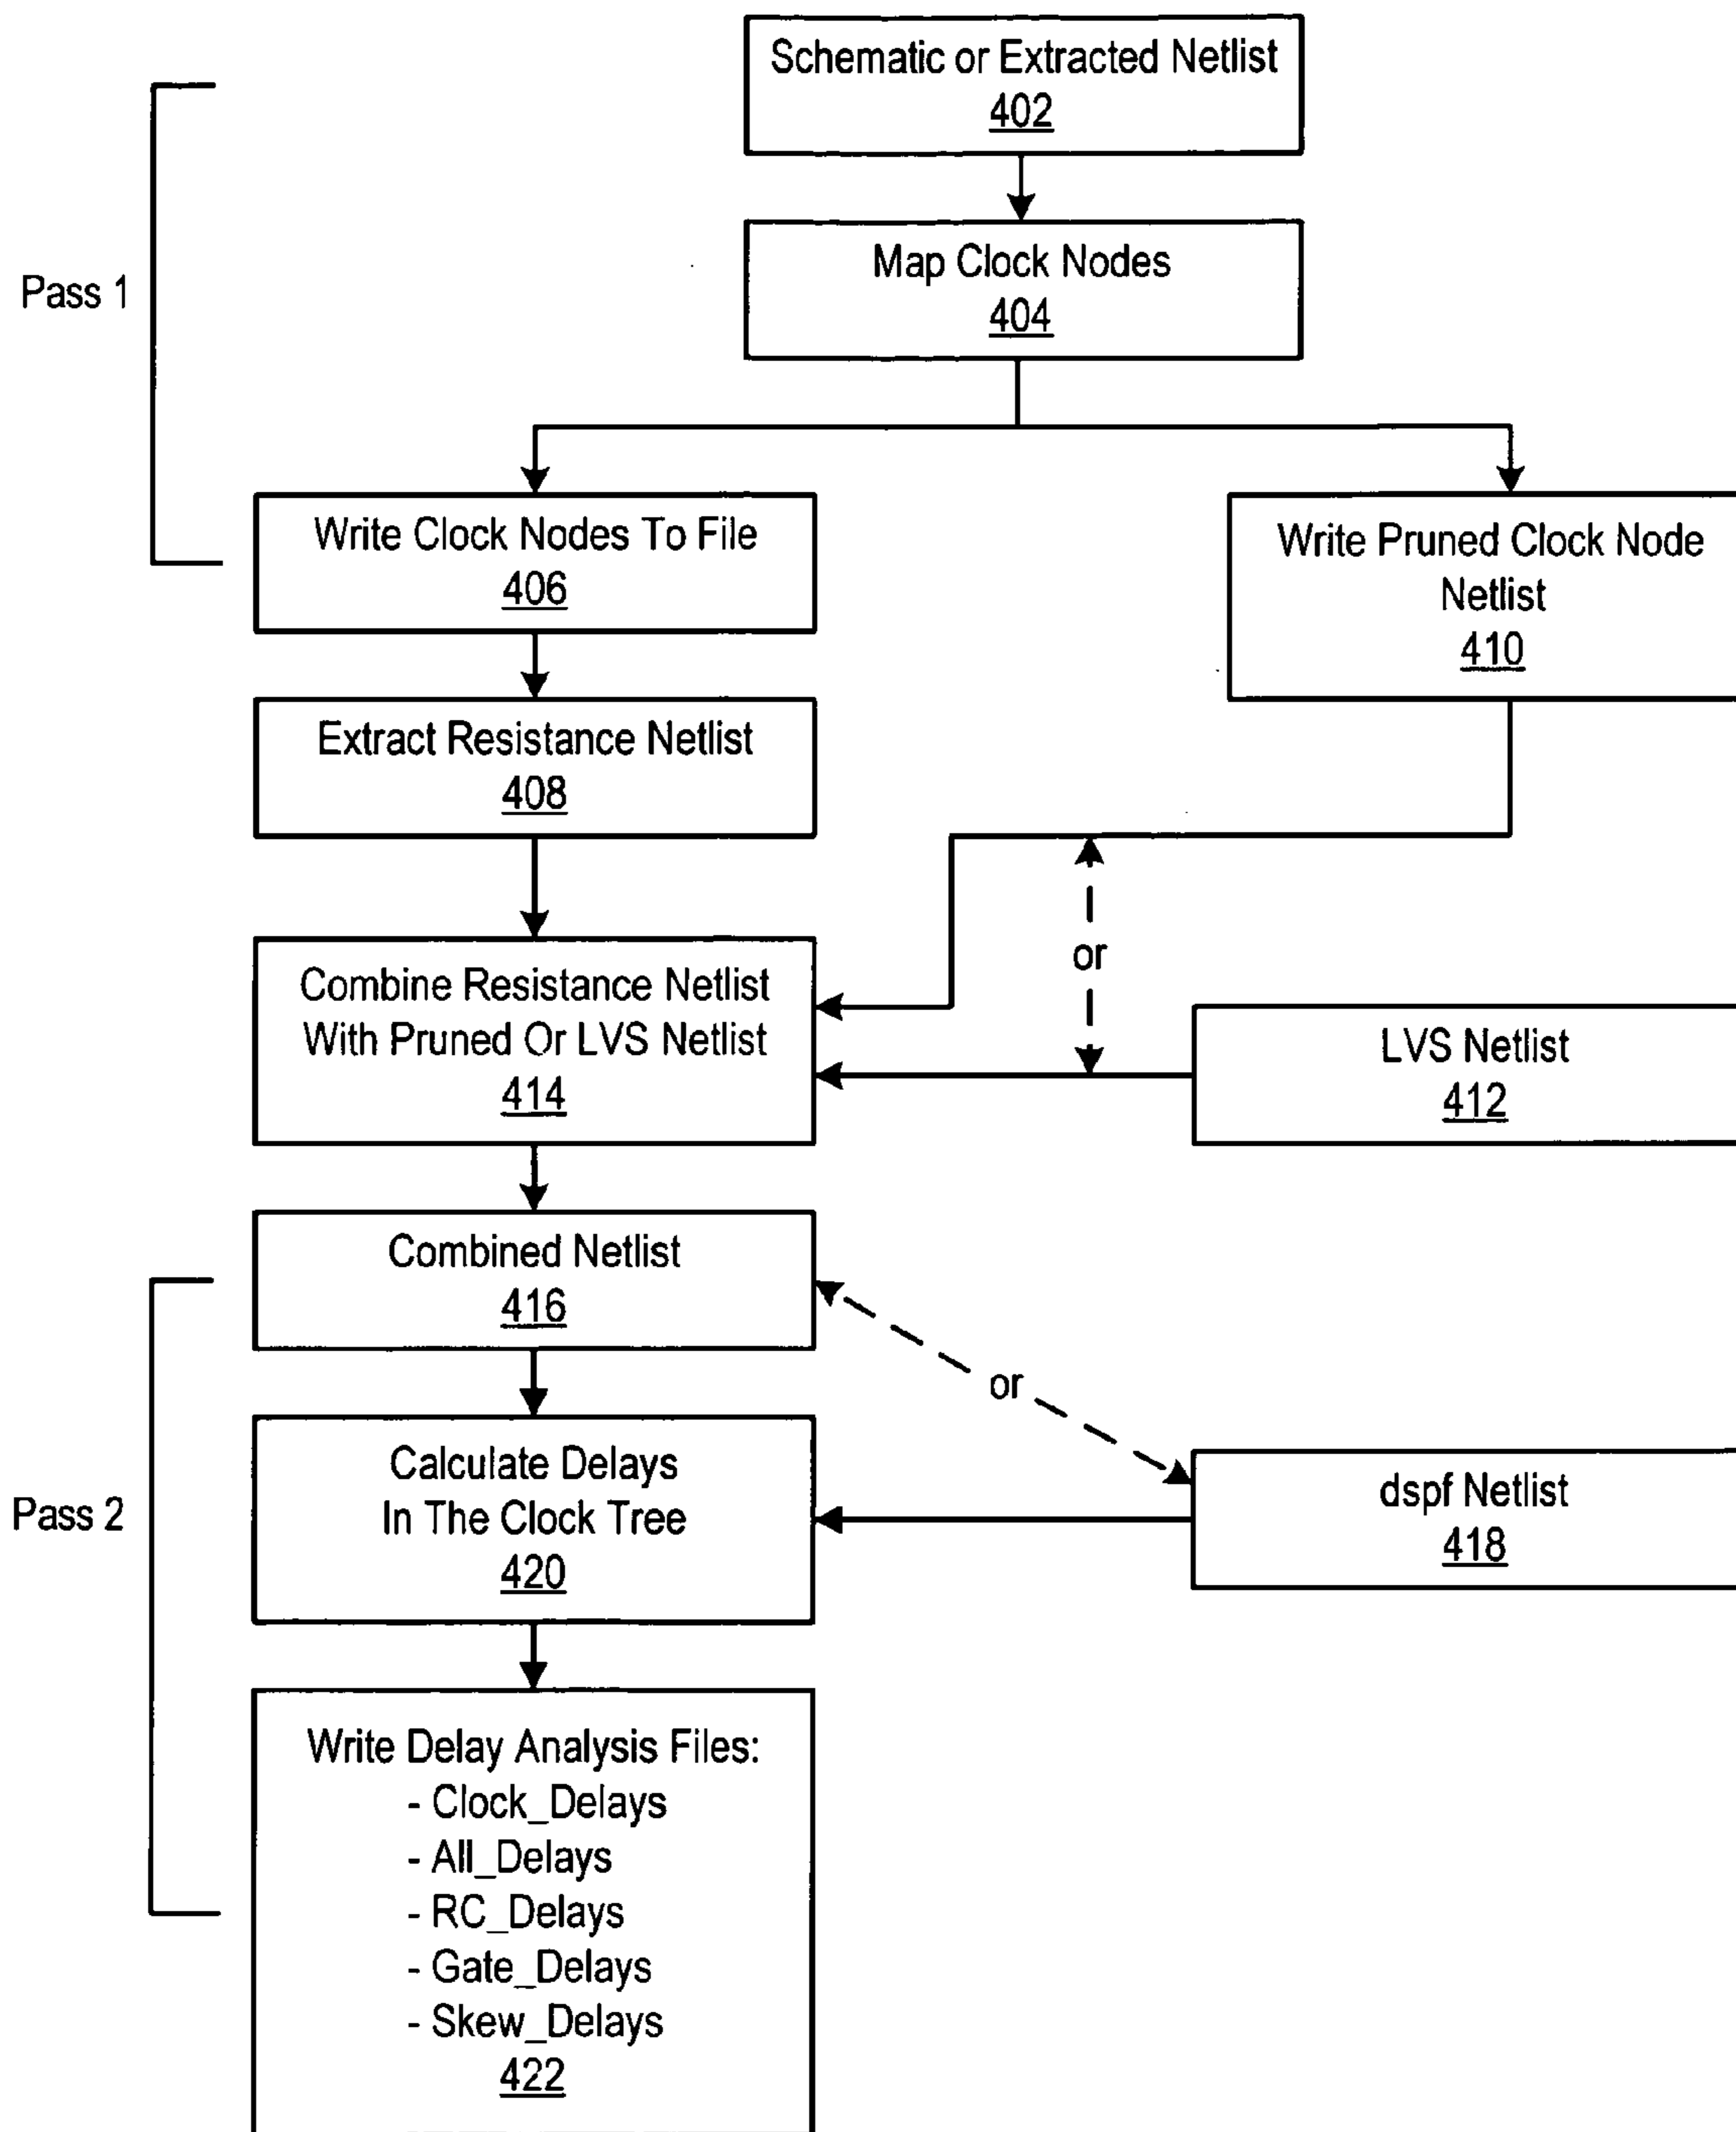 Schematic or Extracted Netlist
402
Map Clock Nodes
404
Pass 1
Write Clock Nodes To File
406
Write Pruned Clock Node
Netlist
410
Extract Resistance Netlist
408
or
Combine Resistance Netlist
With Pruned Or LVS Netlist
414
LVS Netlist
412
Combined Netlist
416
or
Pass 2
Calculate Delays
In The Clock Tree
420
dspf Netlist
418
Write Delay Analysis Files:
- Clock_Delays
- All_Delays
- RC_Delays
- Gate_Delays
- Skew_Delays
422